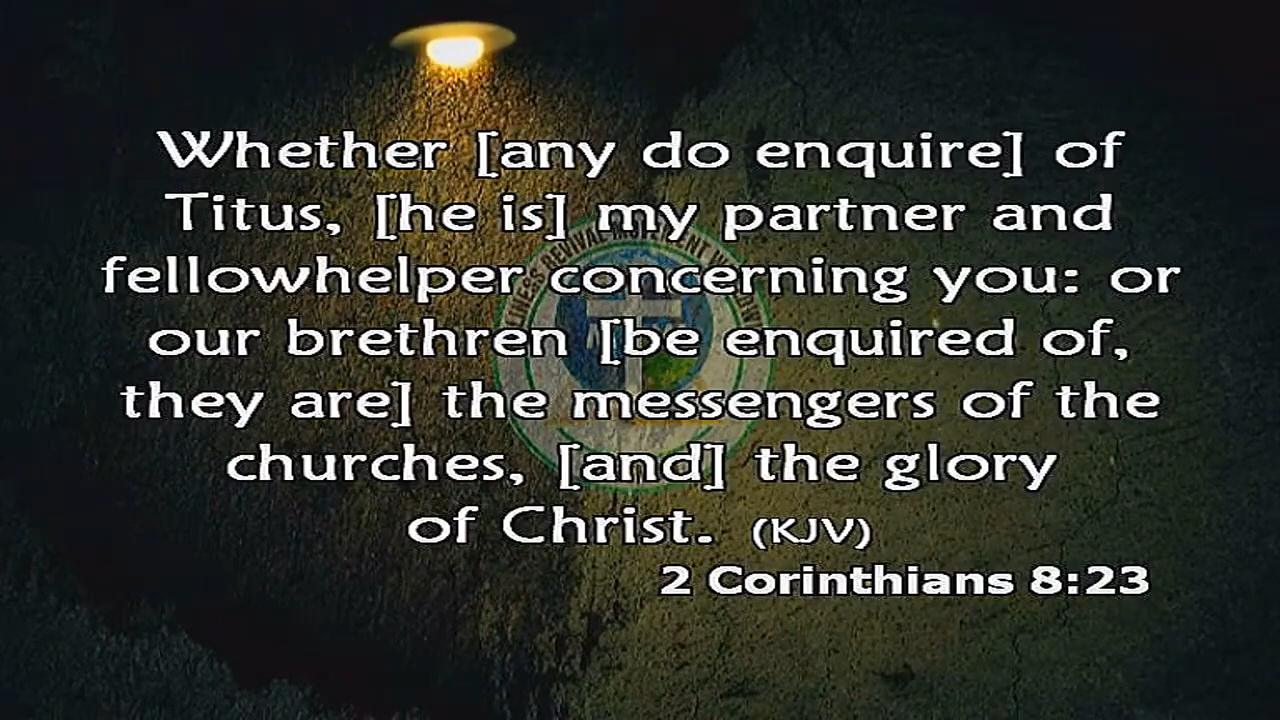 Whether [any do enquire] of
Titus, [he is] my partner and
fellowhelper concerning you: or
our brethren [be enquired of,
they are] the messengers of the
churches, [and] the glory
of Christ. (KJV)
2 Corinthians 8:23
REVIVAL